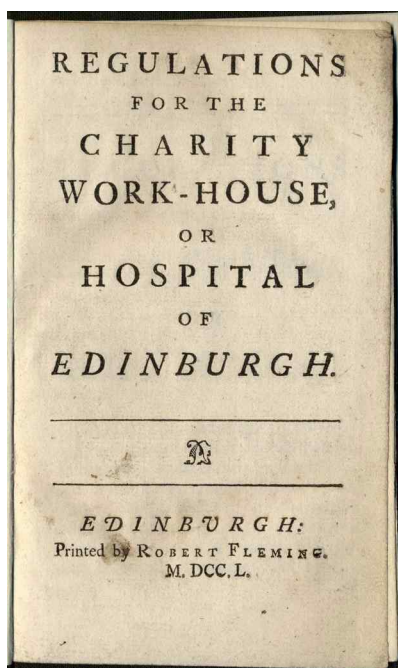 REGULATIONS
FOR THE
CHARITY
WORK-HOUSE,
OR
HOSPITAL
OF
EDINBURGH.
EDINBURGH:
Printed by ROBERT FLEMING.
M. DCC. L.